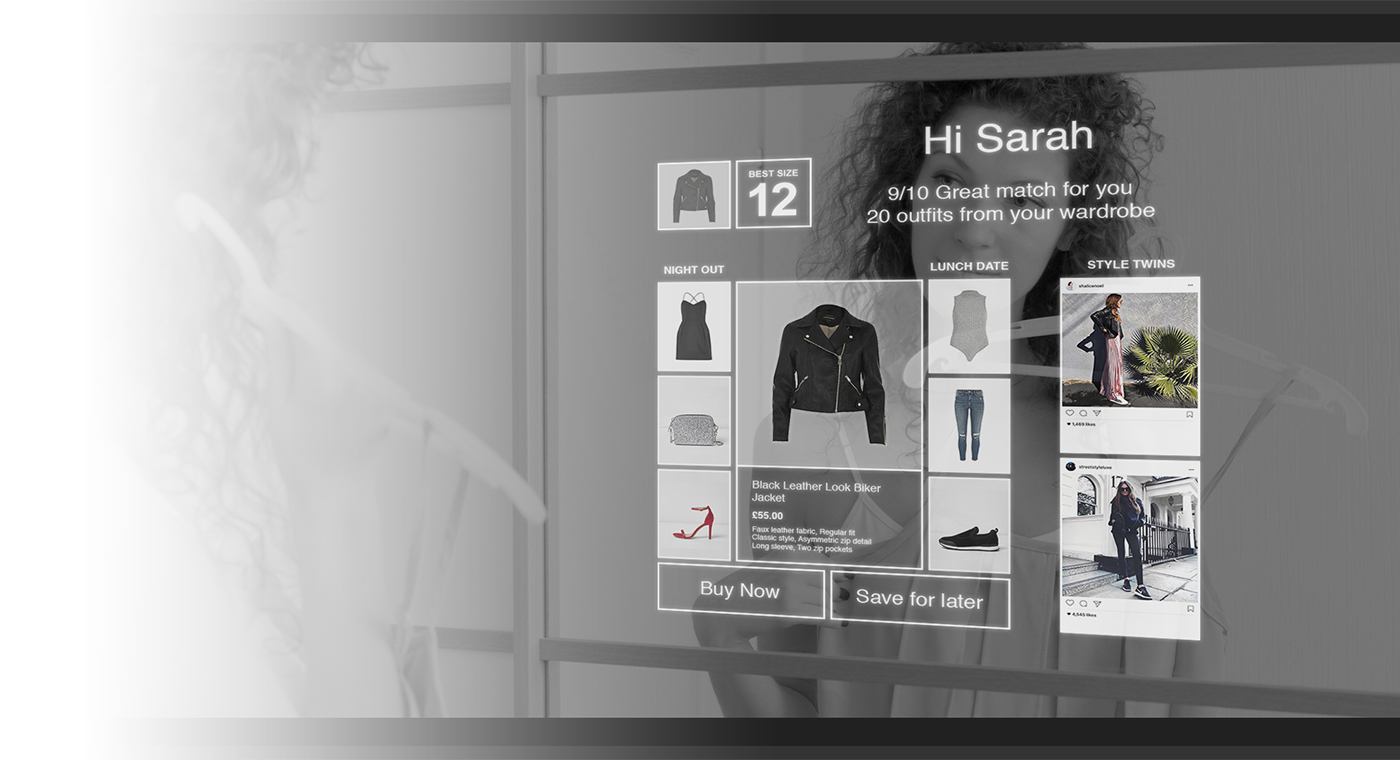 Hi Sarah
9/10 Great match for you
20 outfits from your wardrobe
BEST SIZE
12
NIGHT OUT
LUNCH DATE
STYLE TWINS
Black Leather Look Biker
Jacket
£55.00
Faux leather fabric, Regular fit
Classic style, Asymmetric zip detail
Long sleeve, Two zip pockets
Buy Now
Save for later
shalicenoel
1,469 likes
streetstyleluxe
4,545 likes